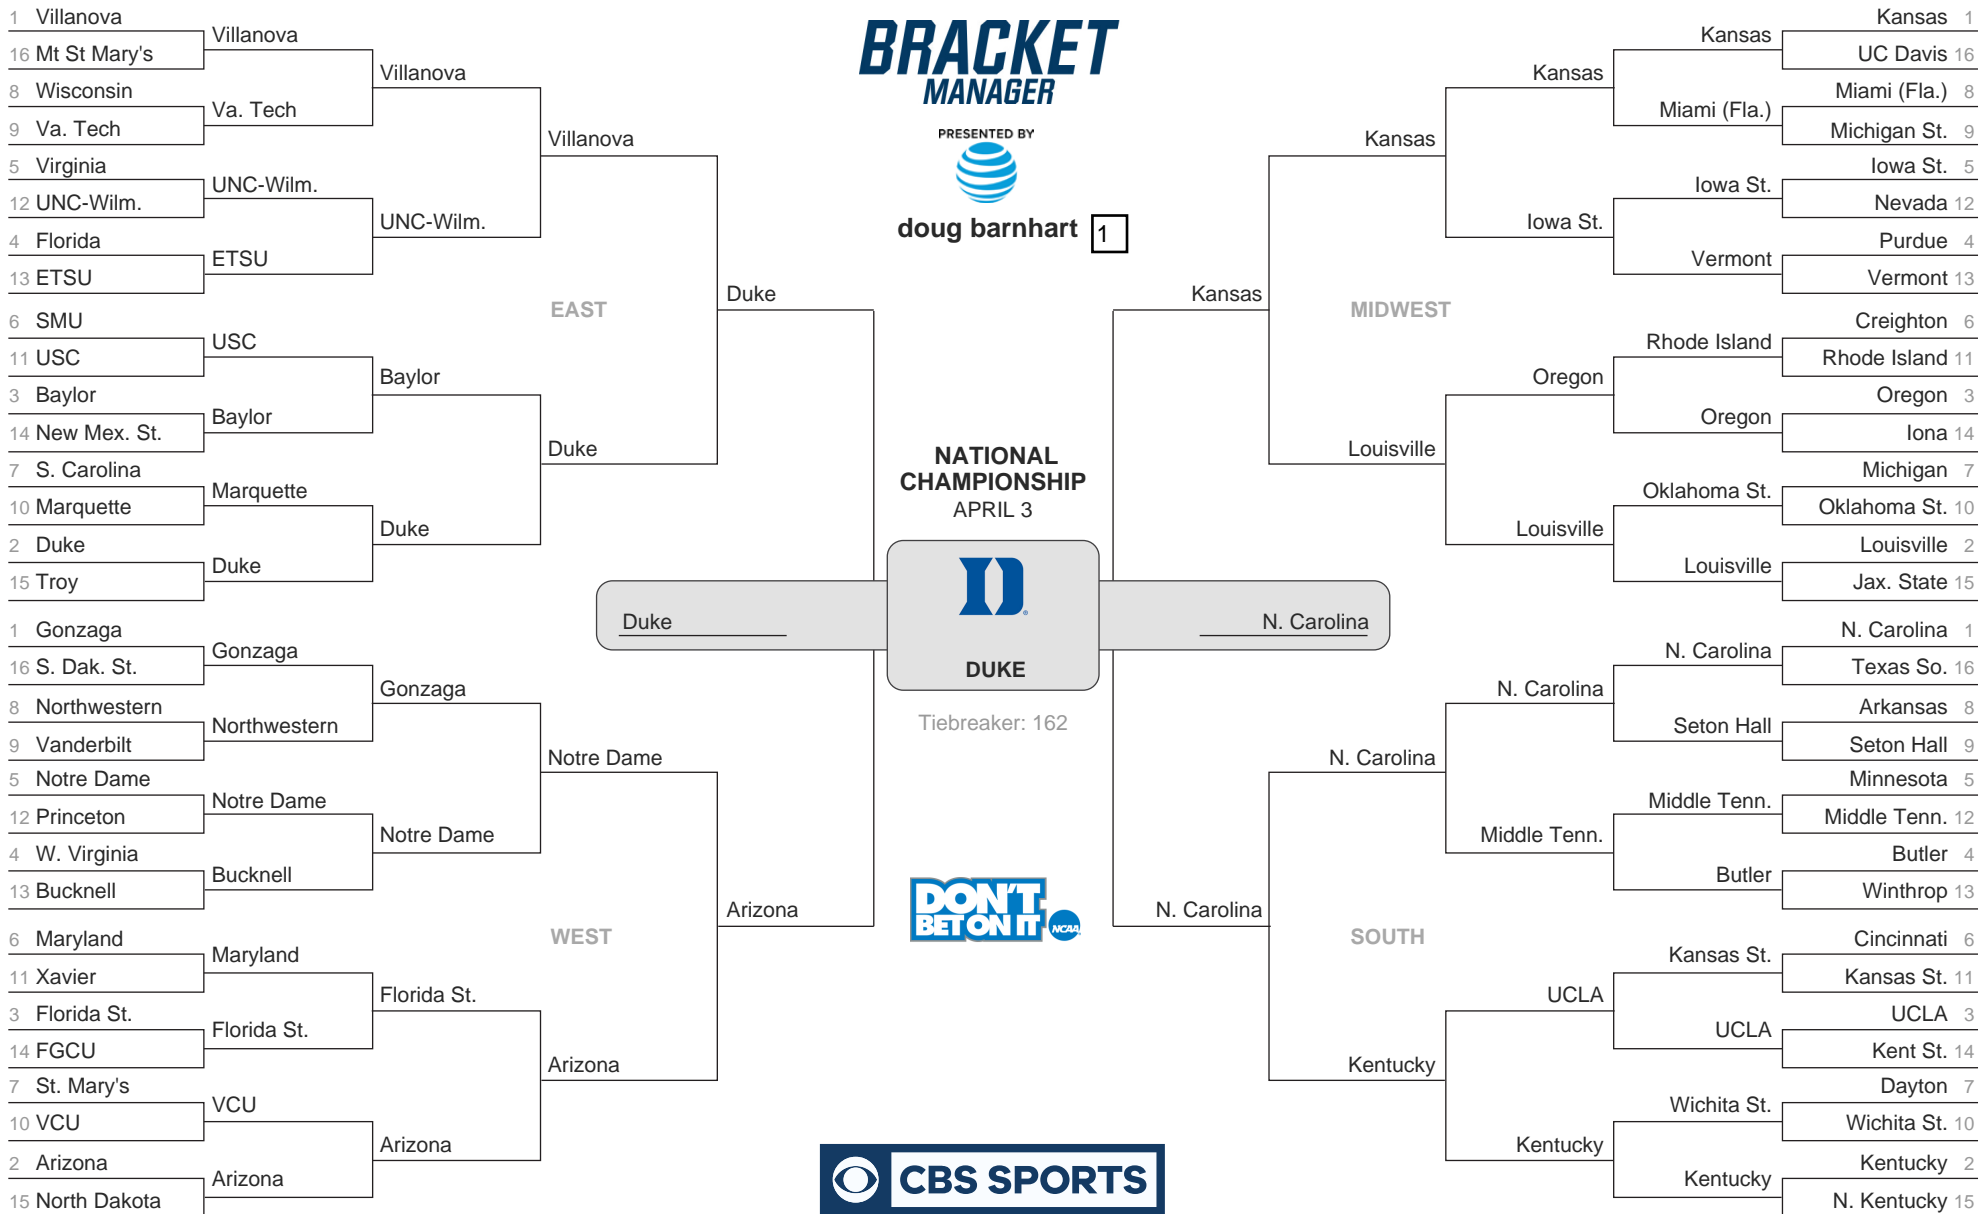 BRACKET
MANAGER
PRESENTED BY
doug barnhart 1
1 Villanova
16 Mt St Mary's
8 Wisconsin
9 Va. Tech
5 Virginia
12 UNC-Wilm.
4 Florida
13 ETSU
6 SMU
11 USC
3 Baylor
14 New Mex. St.
7 S. Carolina
10 Marquette
2 Duke
15 Troy
Villanova
Va. Tech
UNC-Wilm.
ETSU
USC
Baylor
Marquette
Duke
Villanova
UNC-Wilm.
Baylor
Duke
Villanova
Duke
Duke
EAST
1 Gonzaga
16 S. Dak. St.
8 Northwestern
9 Vanderbilt
5 Notre Dame
12 Princeton
4 W. Virginia
13 Bucknell
6 Maryland
11 Xavier
3 Florida St.
14 FGCU
7 St. Mary's
10 VCU
2 Arizona
15 North Dakota
Gonzaga
Northwestern
Notre Dame
Bucknell
Maryland
Florida St.
VCU
Arizona
Gonzaga
Notre Dame
Florida St.
Arizona
Notre Dame
Arizona
Arizona
WEST
NATIONAL
CHAMPIONSHIP
APRIL 3
Duke
N. Carolina
DUKE
Tiebreaker: 162
DON'T
BET ON IT
NCAA
CBS SPORTS
Kansas 1
UC Davis 16
Miami (Fla.) 8
Michigan St. 9
Iowa St. 5
Nevada 12
Purdue 4
Vermont 13
Creighton 6
Rhode Island 11
Oregon 3
Iona 14
Michigan 7
Oklahoma St. 10
Louisville 2
Jax. State 15
Kansas
Miami (Fla.)
Iowa St.
Vermont
Rhode Island
Oregon
Oklahoma St.
Louisville
Kansas
Iowa St.
Oregon
Louisville
Kansas
Louisville
Kansas
MIDWEST
N. Carolina 1
Texas So. 16
Arkansas 8
Seton Hall 9
Minnesota 5
Middle Tenn. 12
Butler 4
Winthrop 13
Cincinnati 6
Kansas St. 11
UCLA 3
Kent St. 14
Dayton 7
Wichita St. 10
Kentucky 2
N. Kentucky 15
N. Carolina
Seton Hall
Middle Tenn.
Butler
Kansas St.
UCLA
Wichita St.
Kentucky
N. Carolina
Middle Tenn.
UCLA
Kentucky
N. Carolina
Kentucky
N. Carolina
SOUTH